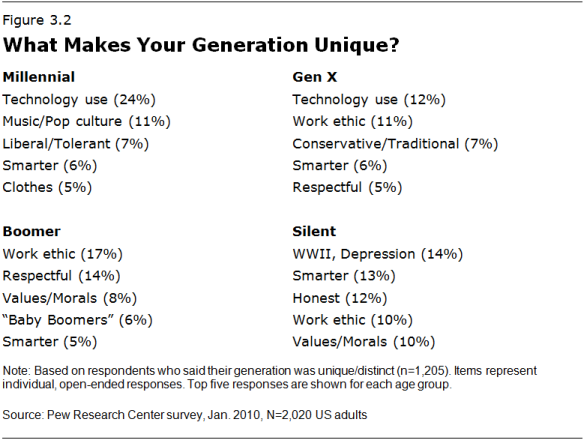 Figure 3.2
What Makes Your Generation Unique?
Millennial
Technology use (24%)
Music/Pop culture (11%)
Liberal/Tolerant (7%)
Smarter (6%)
Clothes (5%)
Gen X
Technology use (12%)
Work ethic (11%)
Conservative/Traditional (7%)
Smarter (6%)
Respectful (5%)
Boomer
Work ethic (17%)
Respectful (14%)
Values/Morals (8%)
“Baby Boomers” (6%)
Smarter (5%)
Silent
WWII, Depression (14%)
Smarter (13%)
Honest (12%)
Work ethic (10%)
Values/Morals (10%)
Note: Based on respondents who said their generation was unique/distinct (n=1,205). Items represent
individual, open-ended responses. Top five responses are shown for each age group.
Source: Pew Research Center survey, Jan. 2010, N=2,020 US adults